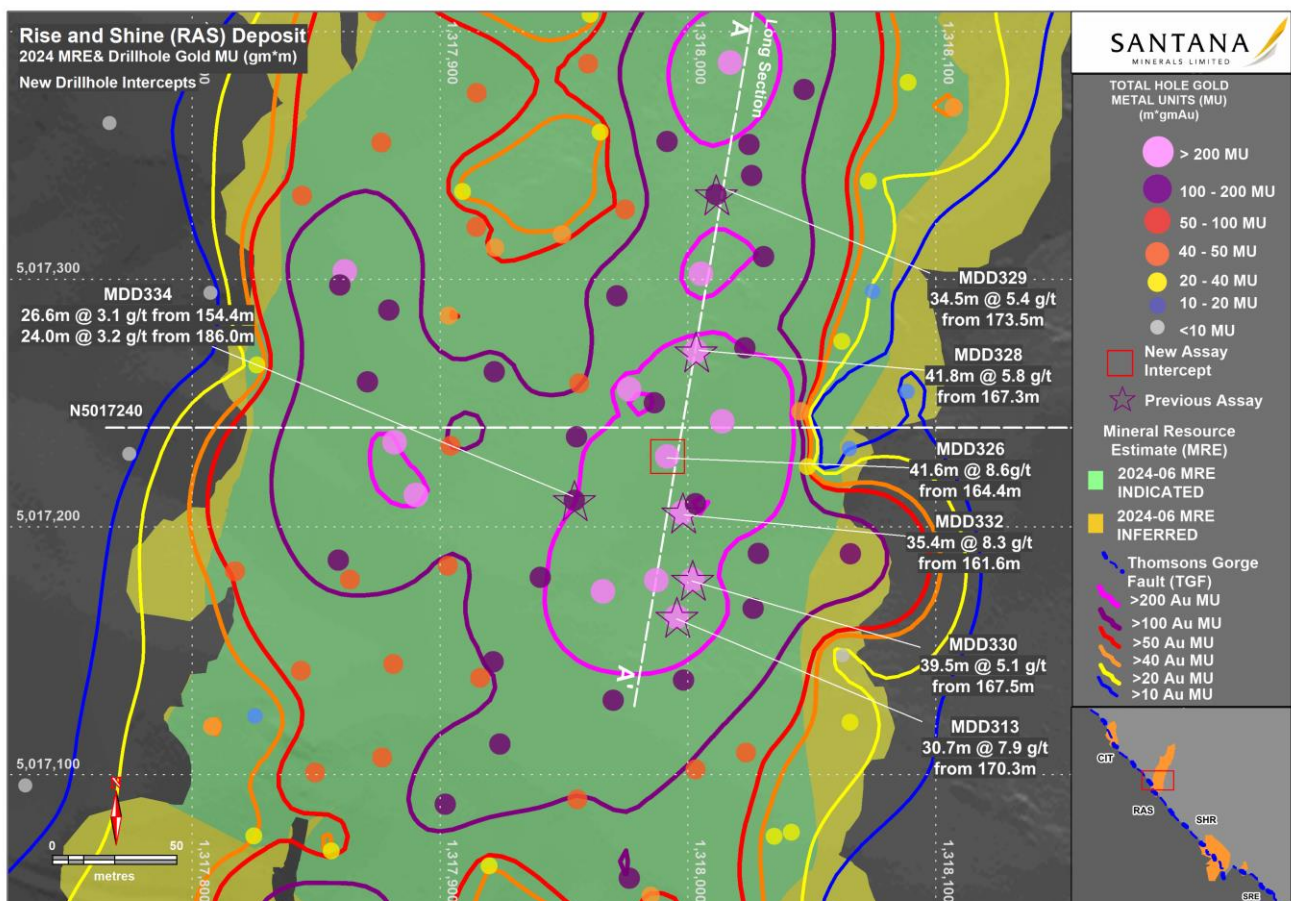 Rise and Shine (RAS) Deposit
2024 MRE& Drillhole Gold MU (gm*m)
New Drillhole Intercepts
1,317,900
1,318,000
1,318,100
A
Long Section
5,017,300
MDD334
26.6m @ 3.1 g/t from 154.4m
24.0m @ 3.2 g/t from 186.0m
N5017240
MDD329
34.5m @ 5.4 g/t
from 173.5m
MDD328
41.8m @ 5.8 g/t
from 167.3m
MDD326
41.6m @ 8.6g/t
from 164.4m
5,017,200
MDD332
35.4m @ 8.3 g/t
from 161.6m
MDD330
39.5m @ 5.1 g/t
from 167.5m
A'
MDD313
30.7m @ 7.9 g/t
from 170.3m
5,017,100
N
0 50
metres
1,317,800
1,317,900
1,318,000
1,318,100
SANTANA
MINERALS LIMITED
TOTAL HOLE GOLD
METAL UNITS (MU)
(m*gmAu)
> 200 MU
100 - 200 MU
50 - 100 MU
40 - 50 MU
20 - 40 MU
10 - 20 MU
<10 MU
New Assay
Intercept
Previous Assay
Mineral Resource
Estimate (MRE)
2024-06 MRE
INDICATED
2024-06 MRE
INFERRED
Thomsons Gorge
Fault (TGF)
>200 Au MU
>100 Au MU
>50 Au MU
>40 Au MU
>20 Au MU
>10 Au MU
CIT
RAS
SHR
SRE